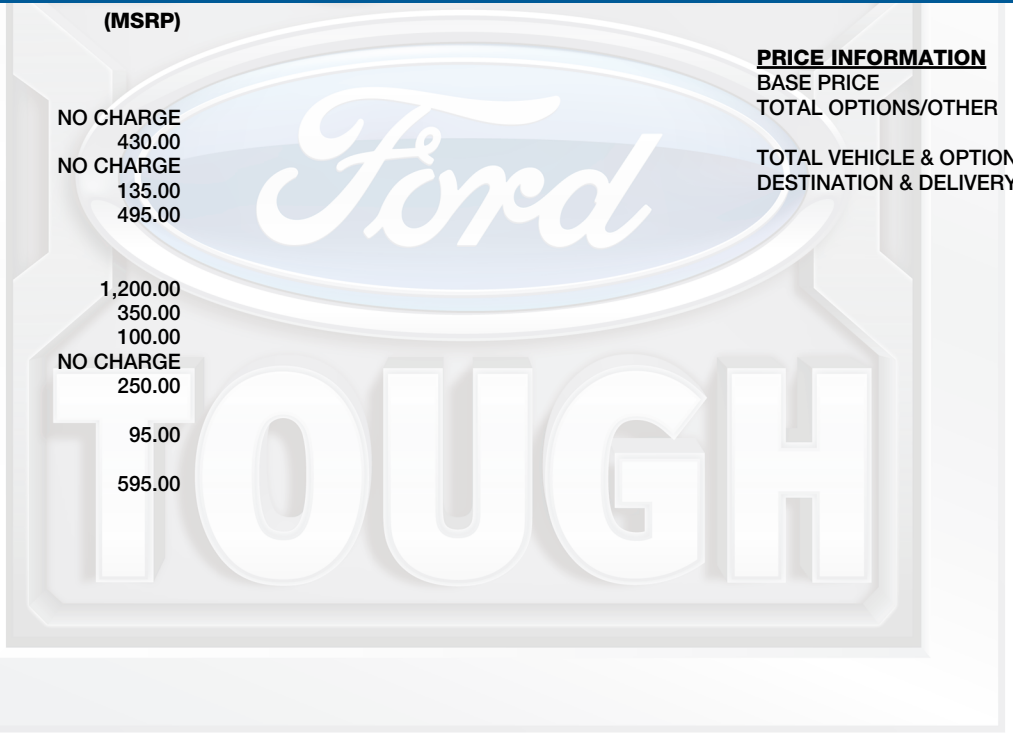 (MSRP)
NO CHARGE
430.00
NO CHARGE
135.00
495.00
1,200.00
350.00
100.00
NO CHARGE
250.00
95.00
595.00
PRICE INFORMATION
BASE PRICE
TOTAL OPTIONS/OTHER
TOTAL VEHICLE & OPTION
DESTINATION & DELIVERY
Ford
TOUGH